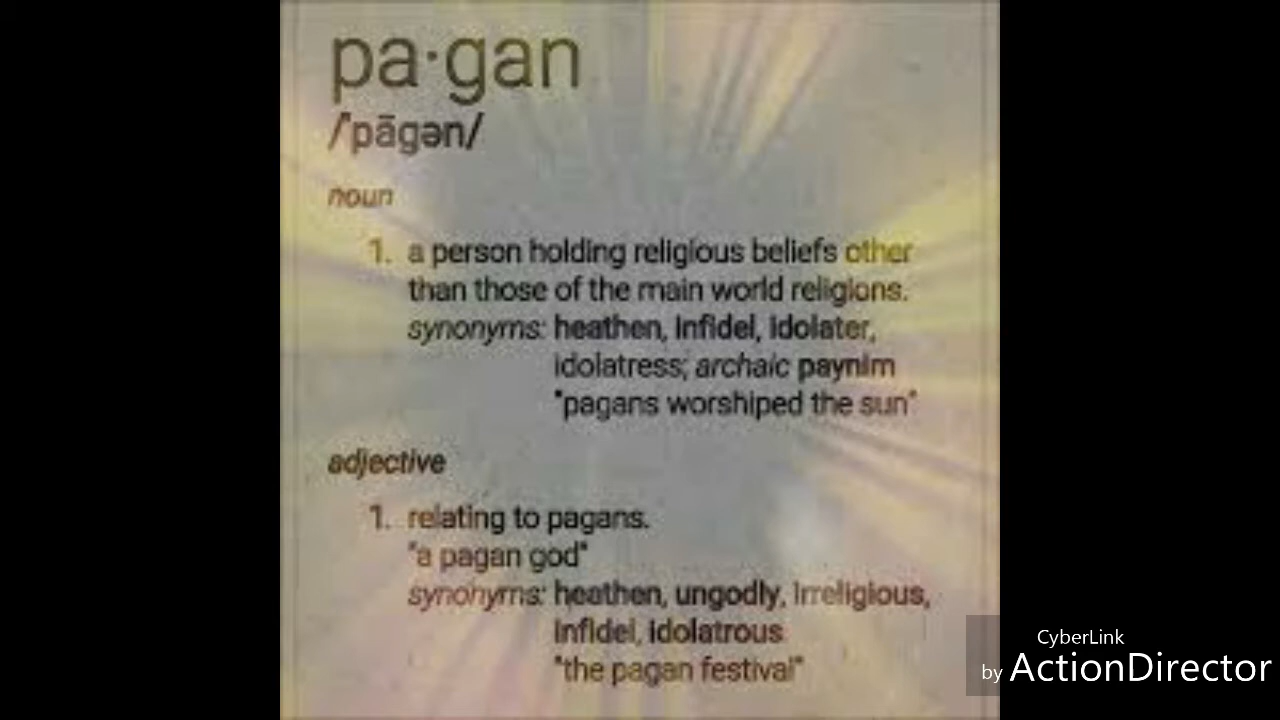 pa·gan
/ˈpāgən/
noun
1. a person holding religious beliefs other
than those of the main world religions.
synonyms: heathen, infidel, idolater,
idolatress; archaic paynim
"pagans worshiped the sun"
adjective
1. relating to pagans.
"a pagan god"
synonyms: heathen, ungodly, irreligious,
infidel, idolatrous
"the pagan festival"
CyberLink
by ActionDirector